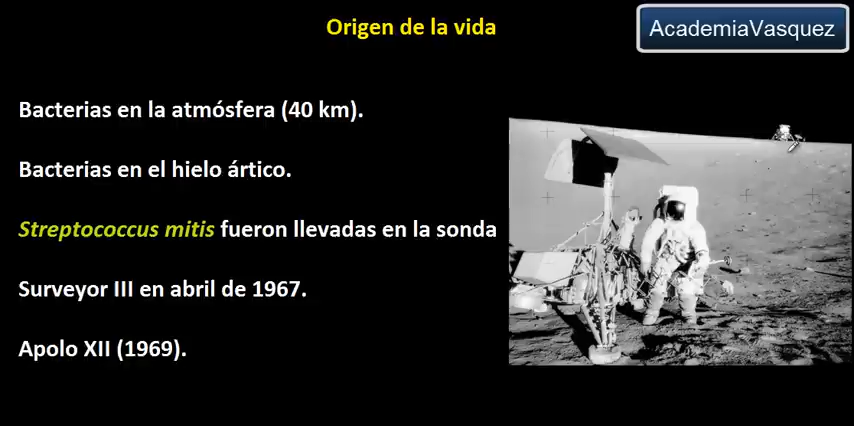 Origen de la vida
AcademiaVasquez
Bacterias en la atmósfera (40 km).
Bacterias en el hielo ártico.
Streptococcus mitis fueron llevadas en la sonda
Surveyor III en abril de 1967.
Apolo XII (1969).